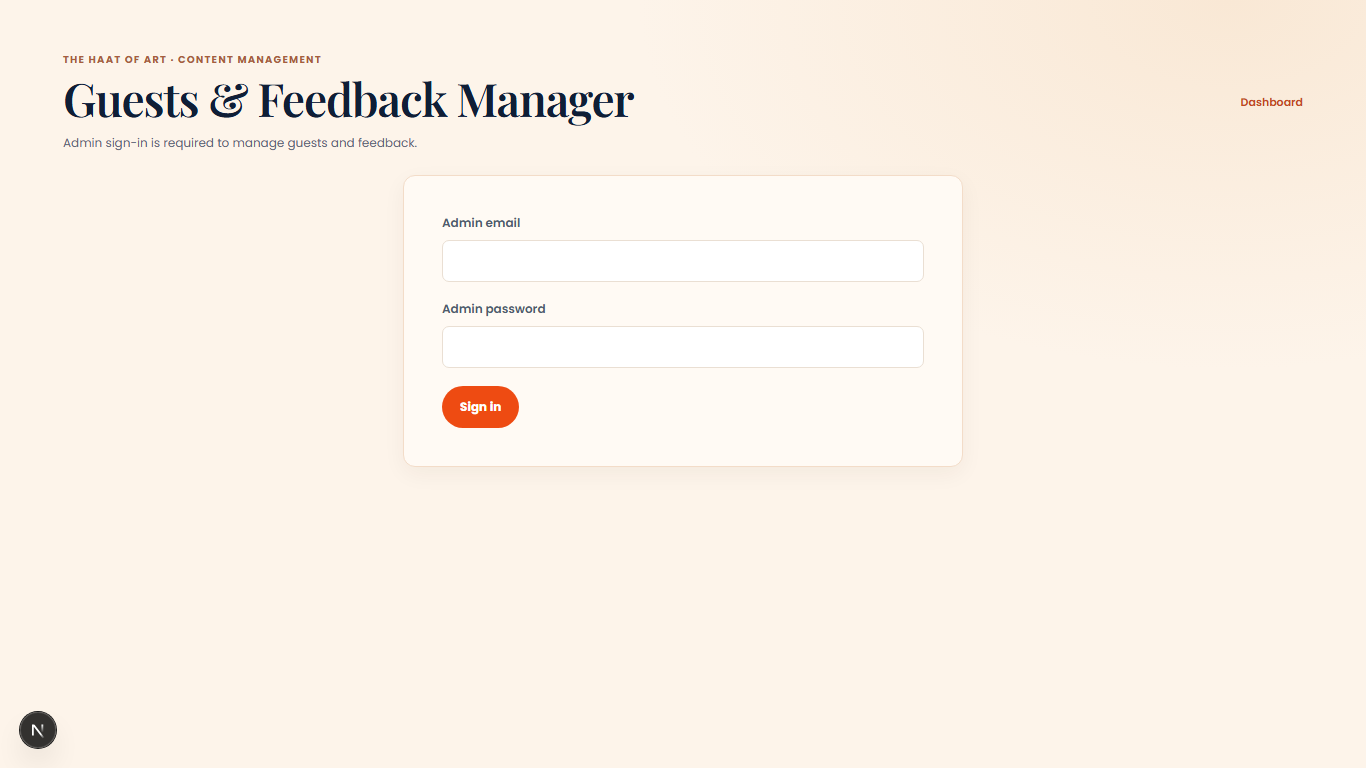 THE HAAT OF ART · CONTENT MANAGEMENT
Guests & Feedback Manager
Dashboard
Admin sign-in is required to manage guests and feedback.
Admin email
Admin password
Sign in
N